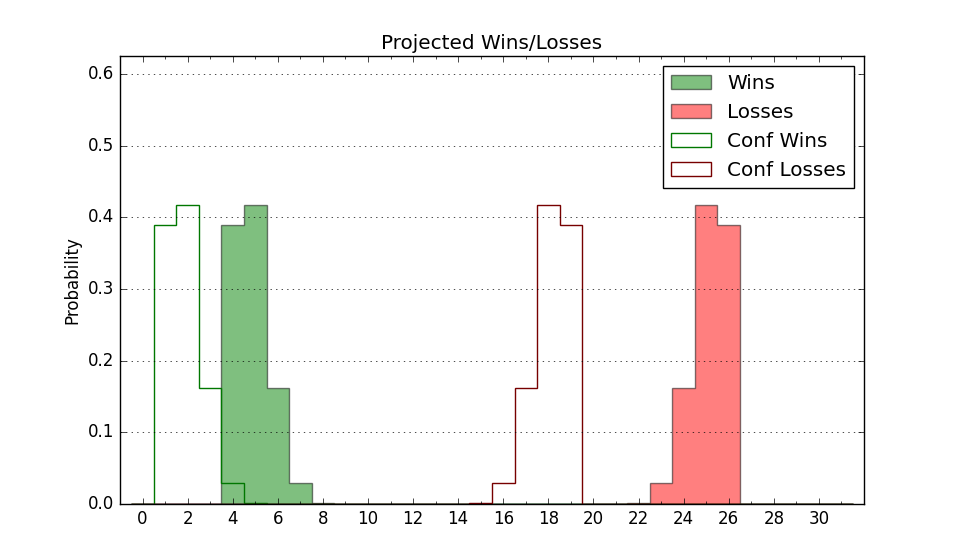 Projected Wins/Losses
Wins
Losses
Conf Wins
Conf Losses
Probability
0.6
0.5
0.4
0.3
0.2
0.1
0.0
0 2 4 6 8 10 12 14 16 18 20 22 24 26 28 30